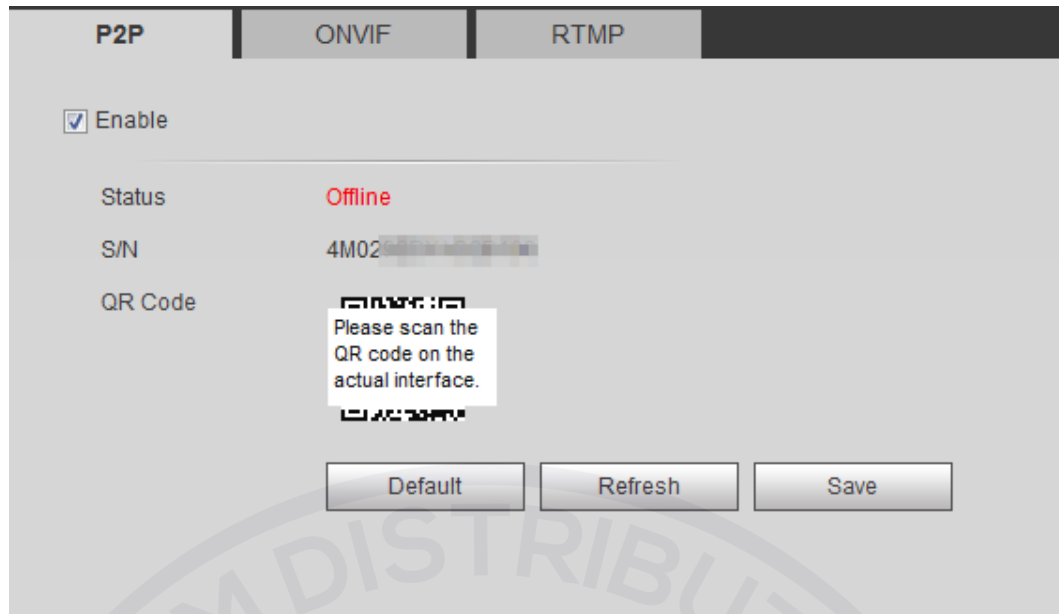 P2P ONVIF RTMP
Enable
Status Offline
S/N 4M02
QR Code
Please scan the
QR code on the
actual interface.
Default Refresh Save
DISTRIBU